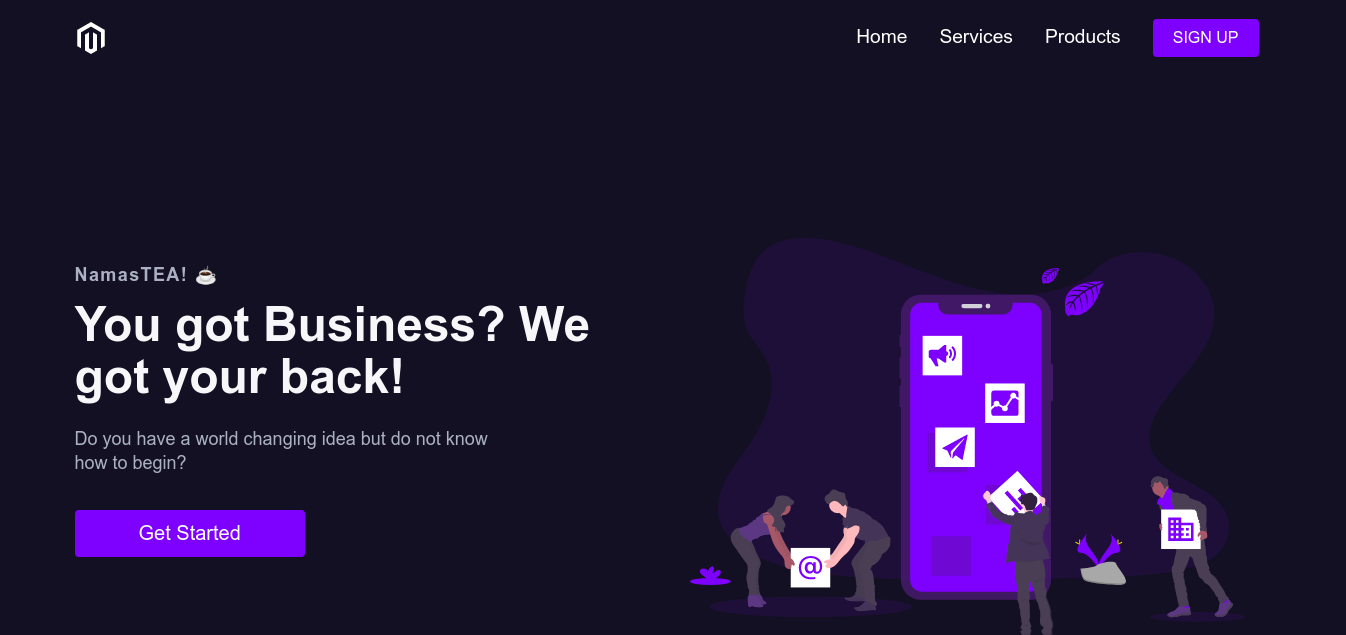 Home Services Products SIGN UP
NamasTEA! ☕
You got Business? We
got your back!
Do you have a world changing idea but do not know
how to begin?
Get Started
@